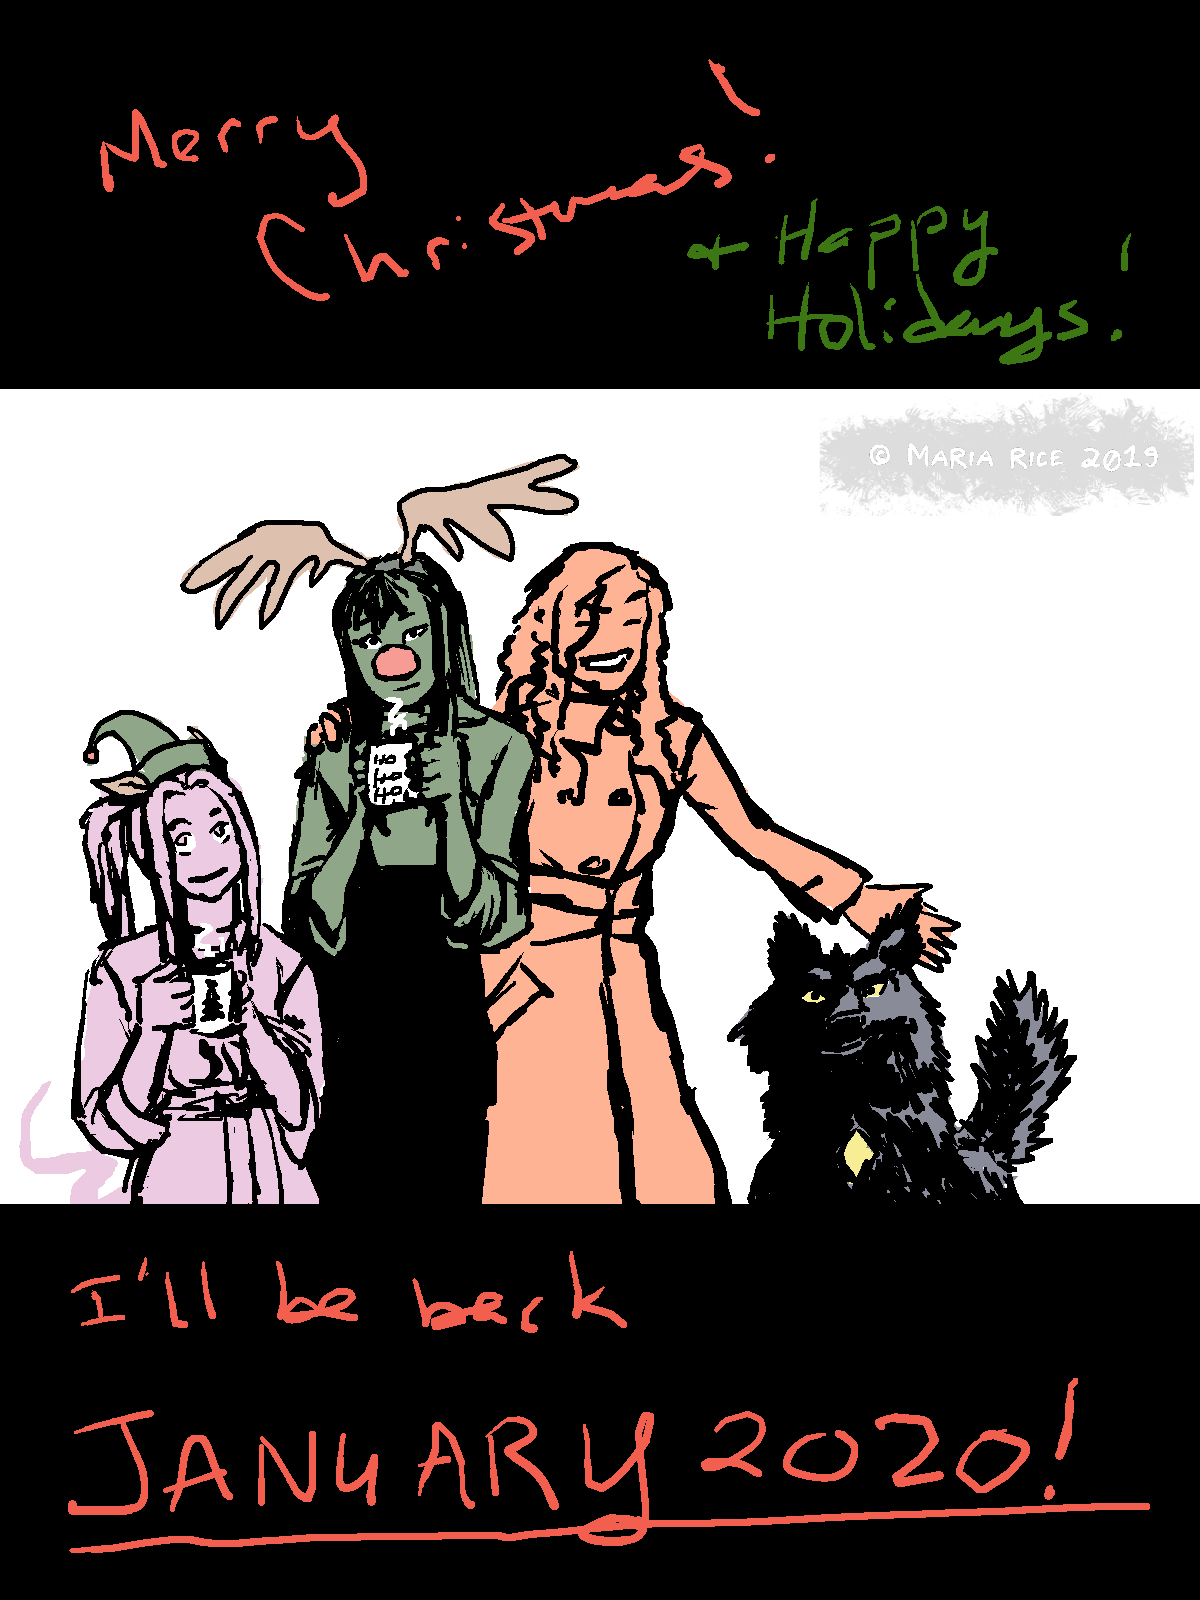 Merry
Christmas!
+ Happy
Holidays!
© MARIA RICE 2019
HO
HO
HO
I'll be back
JANUARY 2020!